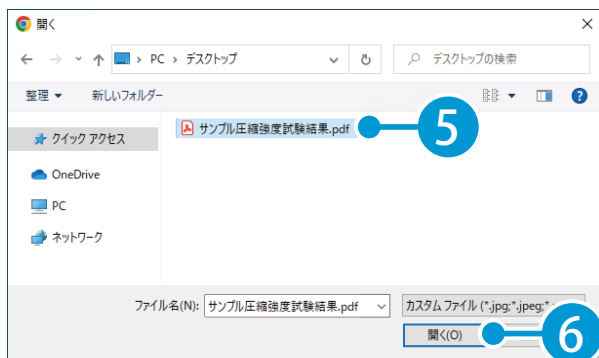 開く
PC › デスクトップ
デスクトップの検索
整理
新しいフォルダー
クイック アクセス
サンプル圧縮強度試験結果.pdf
5
OneDrive
PC
ネットワーク
ファイル名(N): サンプル圧縮強度試験結果.pdf
カスタム ファイル (*.jpg;*.jpeg;*.
開く(O)
6